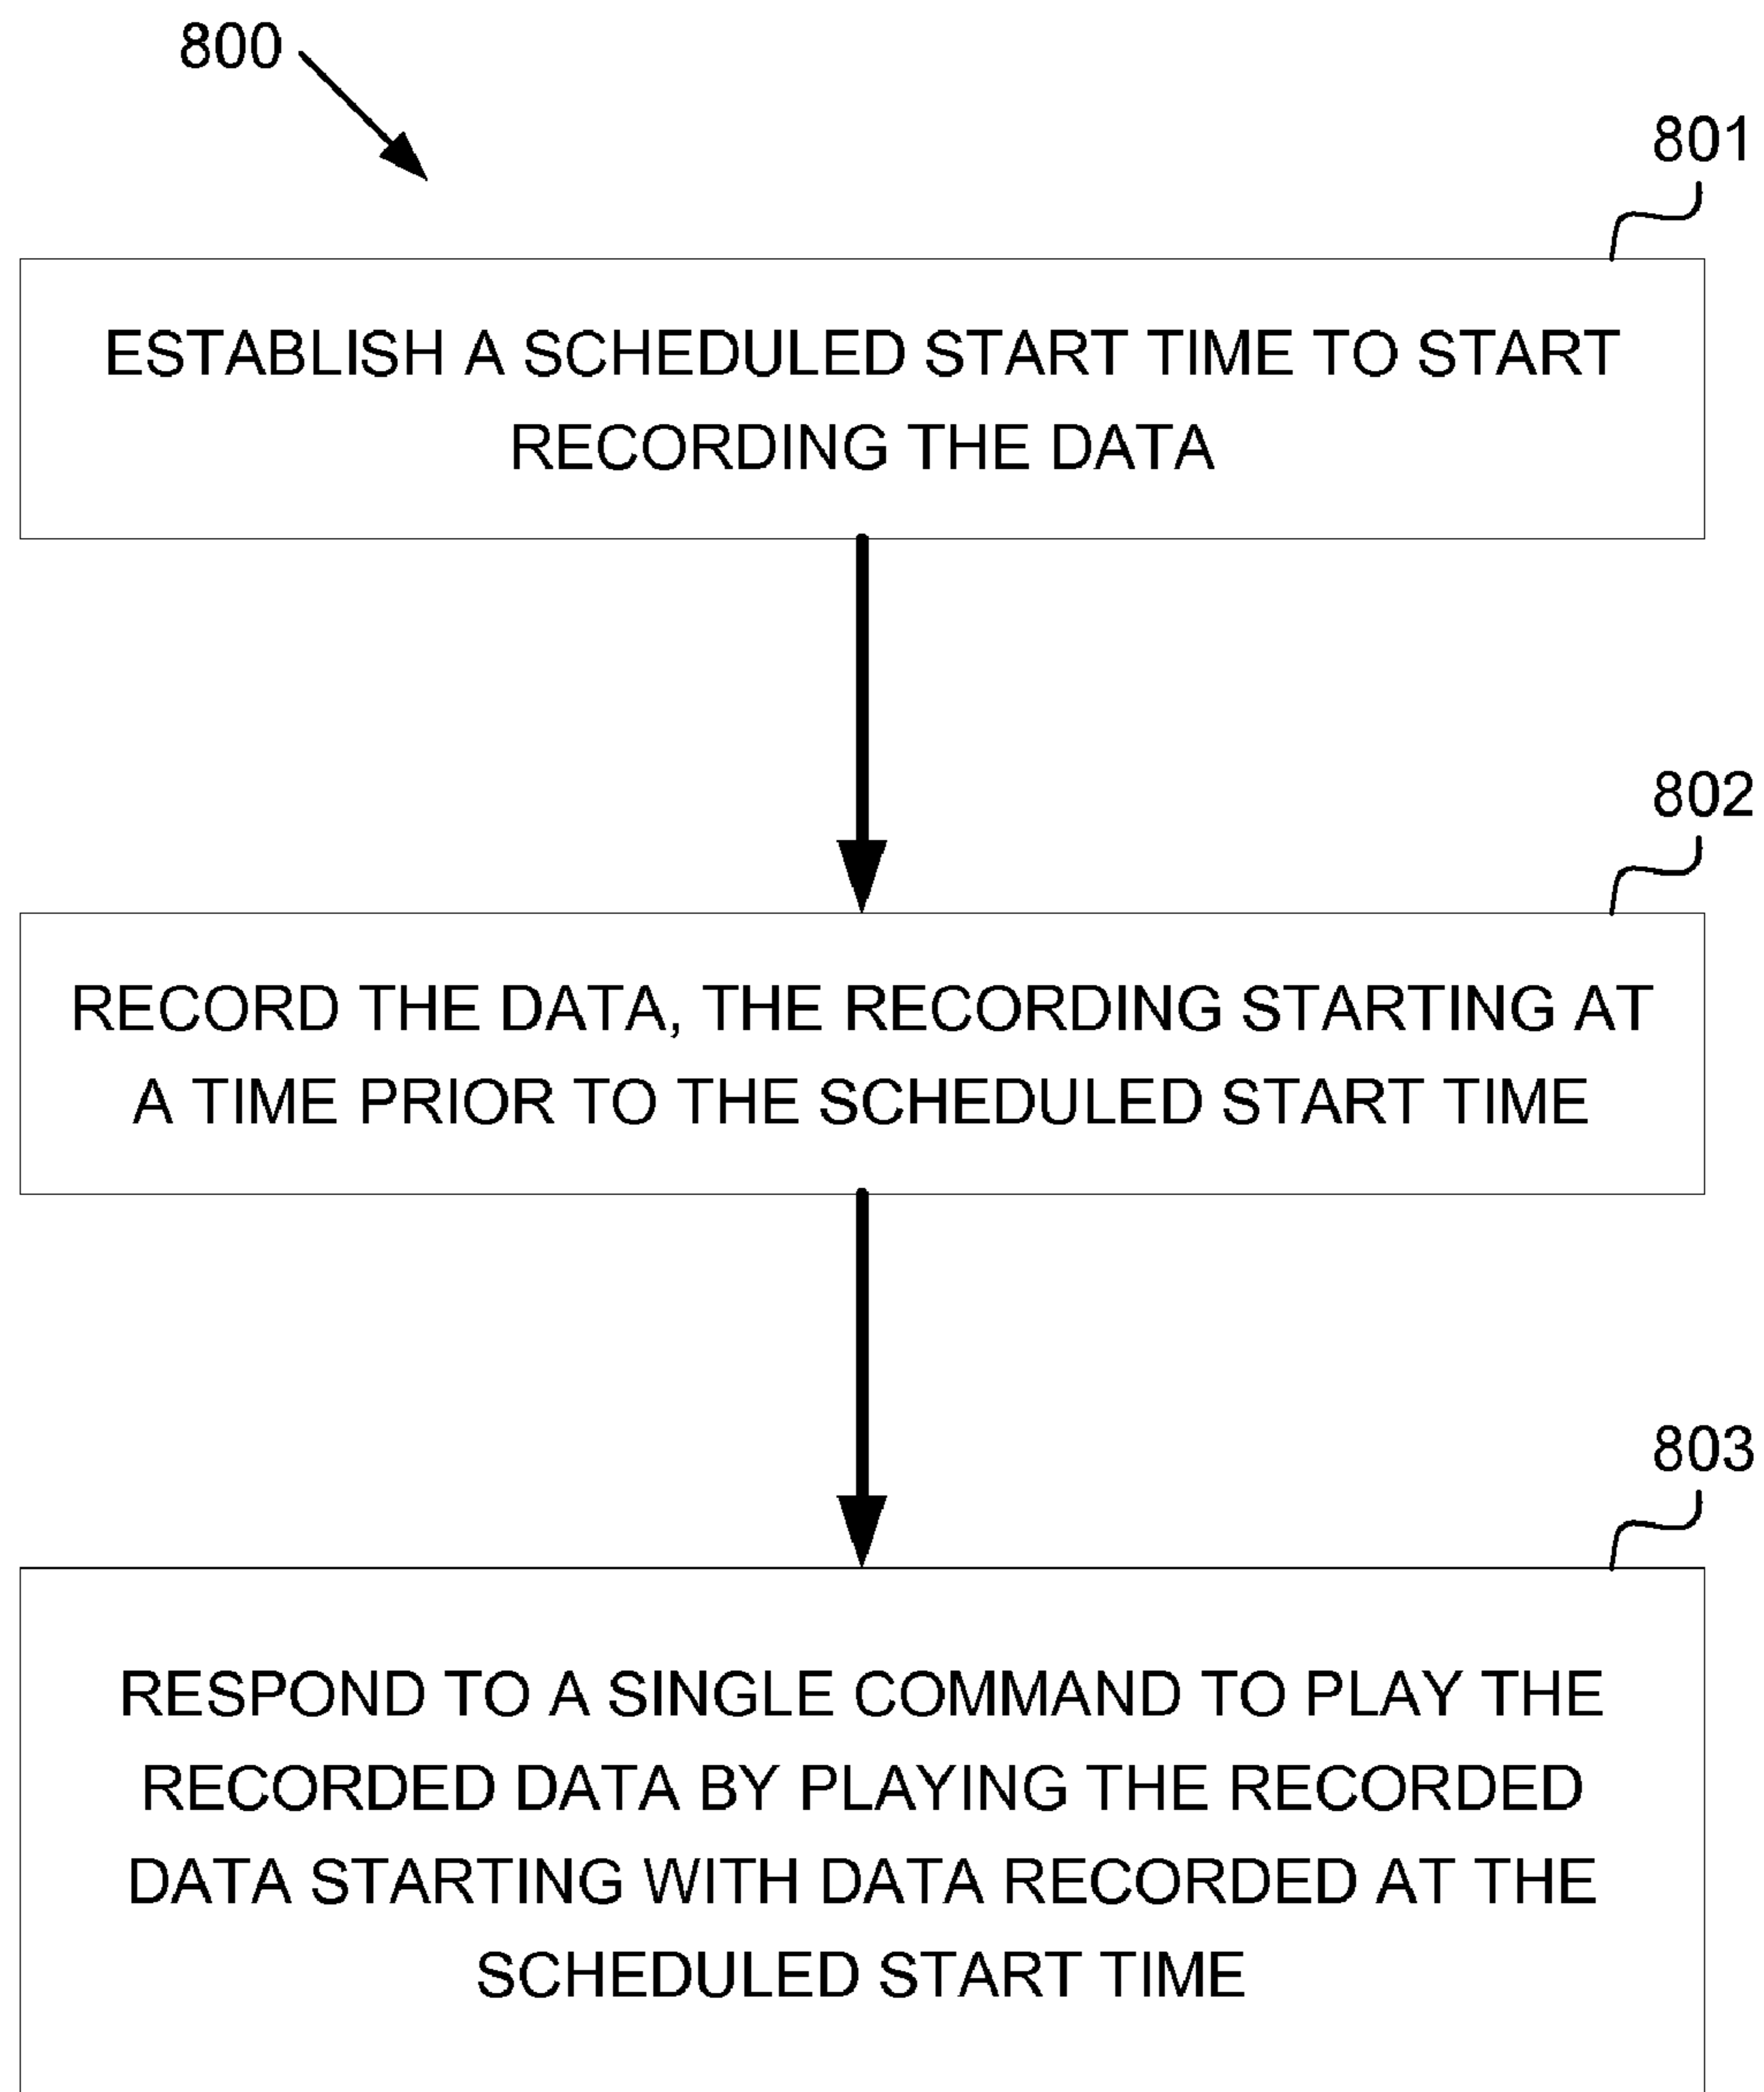 800
801
ESTABLISH A SCHEDULED START TIME TO START
RECORDING THE DATA
802
RECORD THE DATA, THE RECORDING STARTING AT
A TIME PRIOR TO THE SCHEDULED START TIME
803
RESPOND TO A SINGLE COMMAND TO PLAY THE
RECORDED DATA BY PLAYING THE RECORDED
DATA STARTING WITH DATA RECORDED AT THE
SCHEDULED START TIME